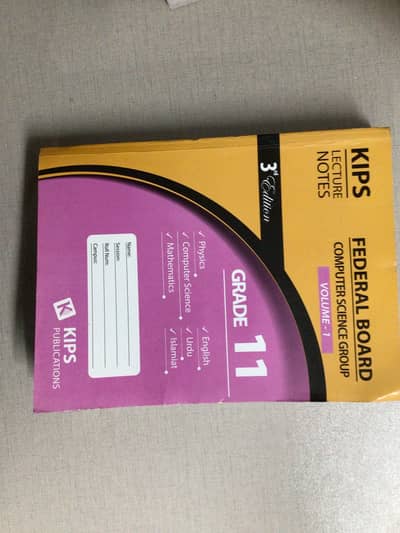 KIPS
LECTURE
NOTES
FEDERAL BOARD
COMPUTER SCIENCE GROUP
VOLUME - 1
3rd Edition
GRADE 11
✓ Physics
✓ Computer Science
✓ Mathematics
✓ English
✓ Urdu
✓ Islamiat
Name:
Session:
Roll Num:
Campus:
K
KIPS
PUBLICATIONS